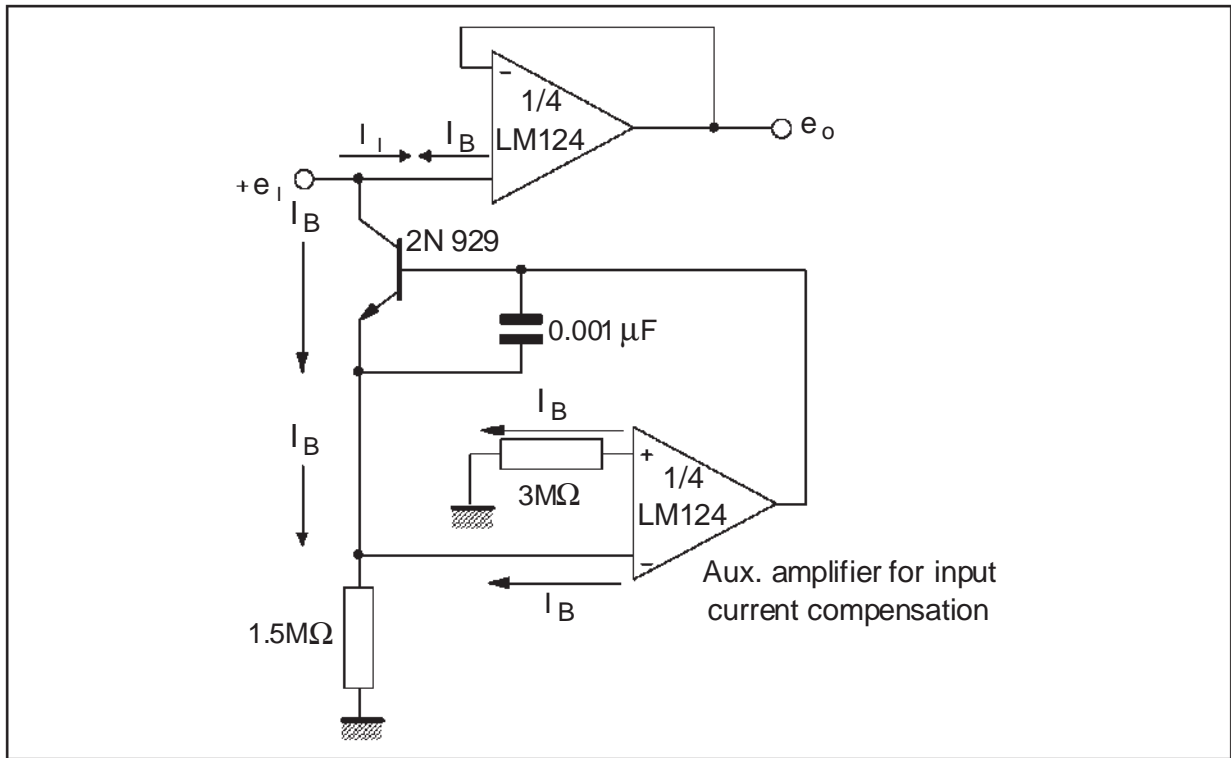 −
1/4
LM124
e o
I I
I B
+e I
I B
2N 929
0.001 μF
I B
I B
+
1/4
LM124
3MΩ
−
I B
Aux. amplifier for input
current compensation
1.5MΩ